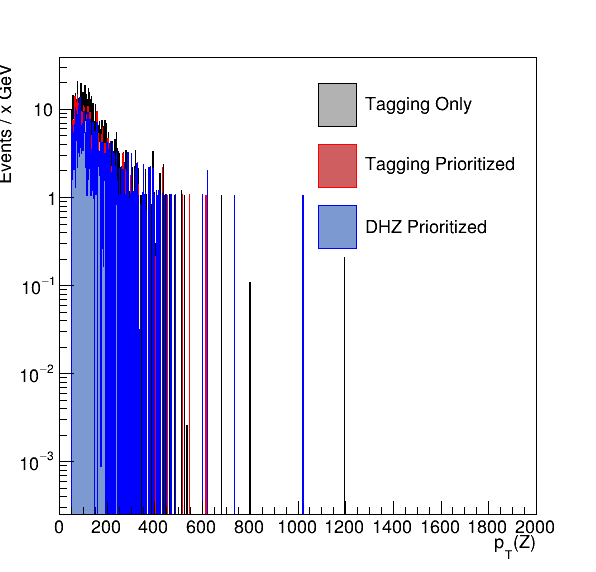 Events / x GeV
10
1
10⁻¹
10⁻²
10⁻³
Tagging Only
Tagging Prioritized
DHZ Prioritized
0 200 400 600 800 1000 1200 1400 1600 1800 2000
p_T(Z)